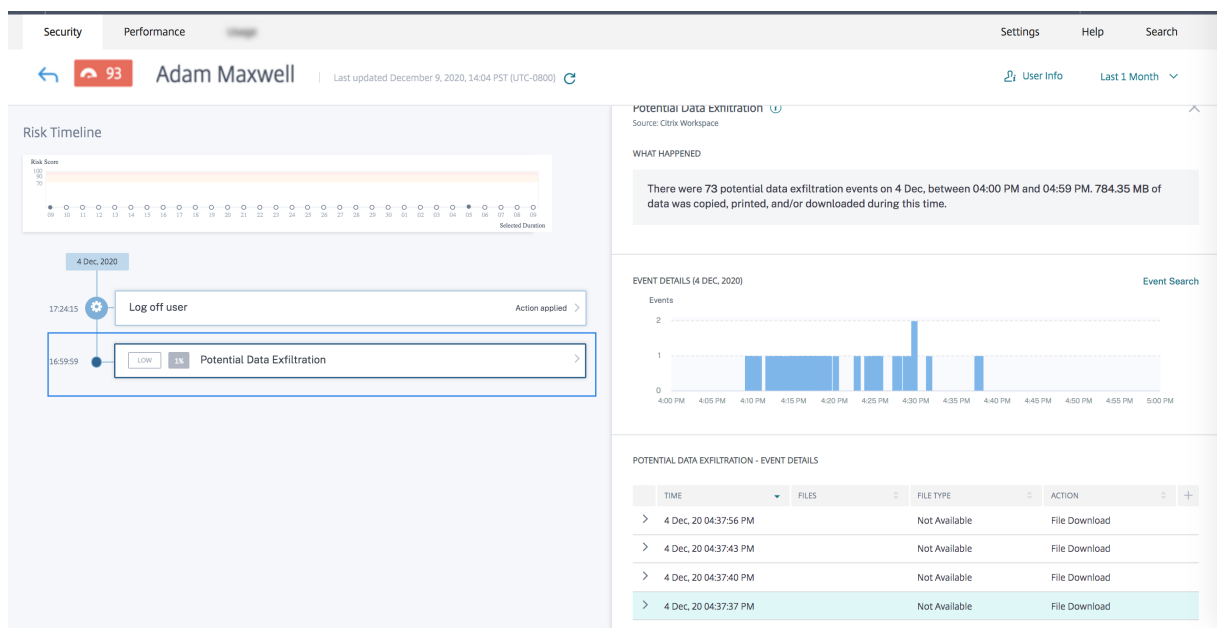 Security Performance Settings Help Search
93 Adam Maxwell Last updated December 9, 2020, 14:04 PST (UTC-0800) User Info Last 1 Month
Risk Timeline
Risk Score
100
90
70
09 10 11 12 13 14 15 16 17 18 19 20 21 22 23 24 25 26 27 28 29 30 01 02 03 04 05 06 07 08 09
Selected Duration
4 Dec, 2020
17:24:15 Log off user Action applied
16:59:59 LOW 1% Potential Data Exfiltration
Potential Data Exfiltration
Source: Citrix Workspace
WHAT HAPPENED
There were 73 potential data exfiltration events on 4 Dec, between 04:00 PM and 04:59 PM. 784.35 MB of
data was copied, printed, and/or downloaded during this time.
EVENT DETAILS (4 DEC, 2020) Event Search
Events
2
1
0
4:00 PM 4:05 PM 4:10 PM 4:15 PM 4:20 PM 4:25 PM 4:30 PM 4:35 PM 4:40 PM 4:45 PM 4:50 PM 4:55 PM 5:00 PM
POTENTIAL DATA EXFILTRATION - EVENT DETAILS
TIME FILES FILE TYPE ACTION
4 Dec, 20 04:37:56 PM Not Available File Download
4 Dec, 20 04:37:43 PM Not Available File Download
4 Dec, 20 04:37:40 PM Not Available File Download
4 Dec, 20 04:37:37 PM Not Available File Download